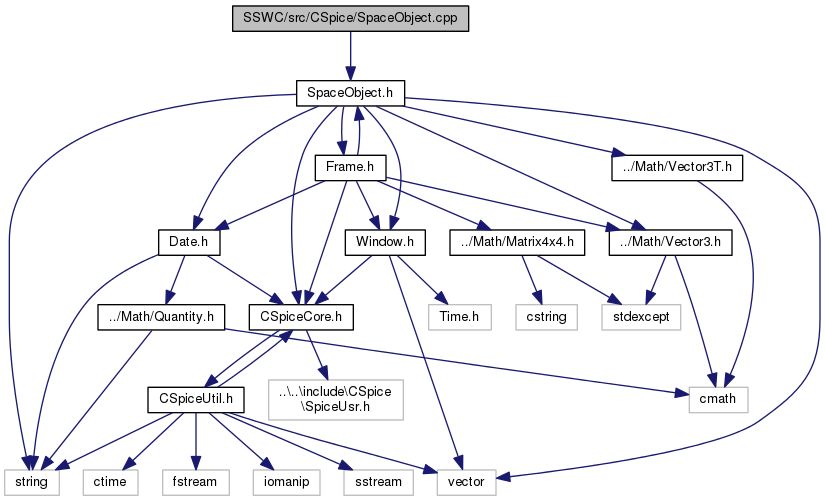 SSWC/src/CSpice/SpaceObject.cpp
SpaceObject.h
Frame.h
../Math/Vector3T.h
Date.h
Window.h
../Math/Matrix4x4.h
../Math/Vector3.h
../Math/Quantity.h
CSpiceCore.h
Time.h
cstring
stdexcept
CSpiceUtil.h
..\..\include\CSpice
\SpiceUsr.h
cmath
string
ctime
fstream
iomanip
sstream
vector